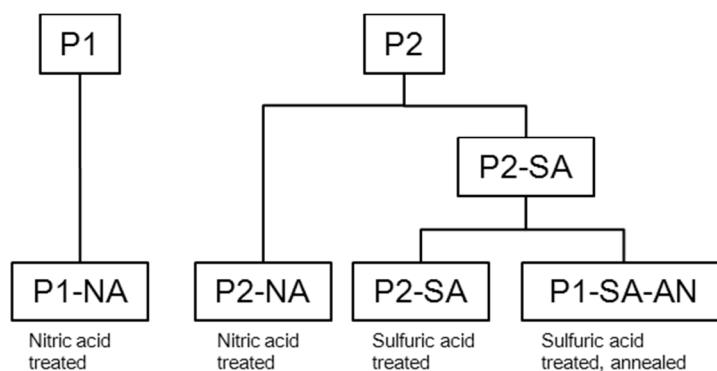 P1
P2
P2-SA
P1-NA
P2-NA
P2-SA
P1-SA-AN
Nitric acid
treated
Nitric acid
treated
Sulfuric acid
treated
Sulfuric acid
treated, annealed